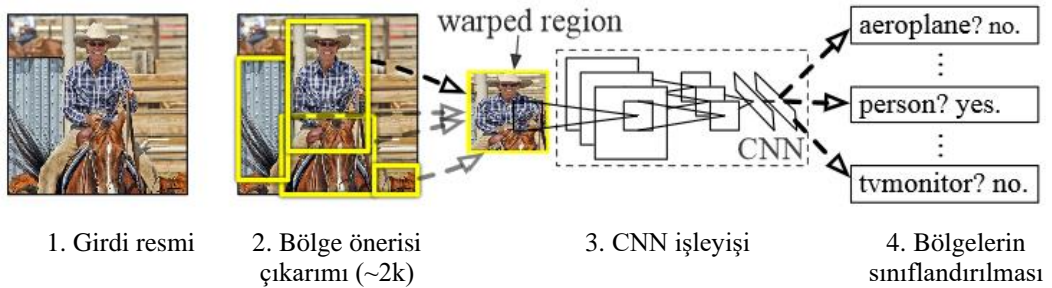 warped region
aeroplane? no.
person? yes.
CNN
tvmonitor? no.
1. Girdi resmi
2. Bölge önerisi
çıkarımı (~2k)
3. CNN işleyişi
4. Bölgelerin
sınıflandırılması